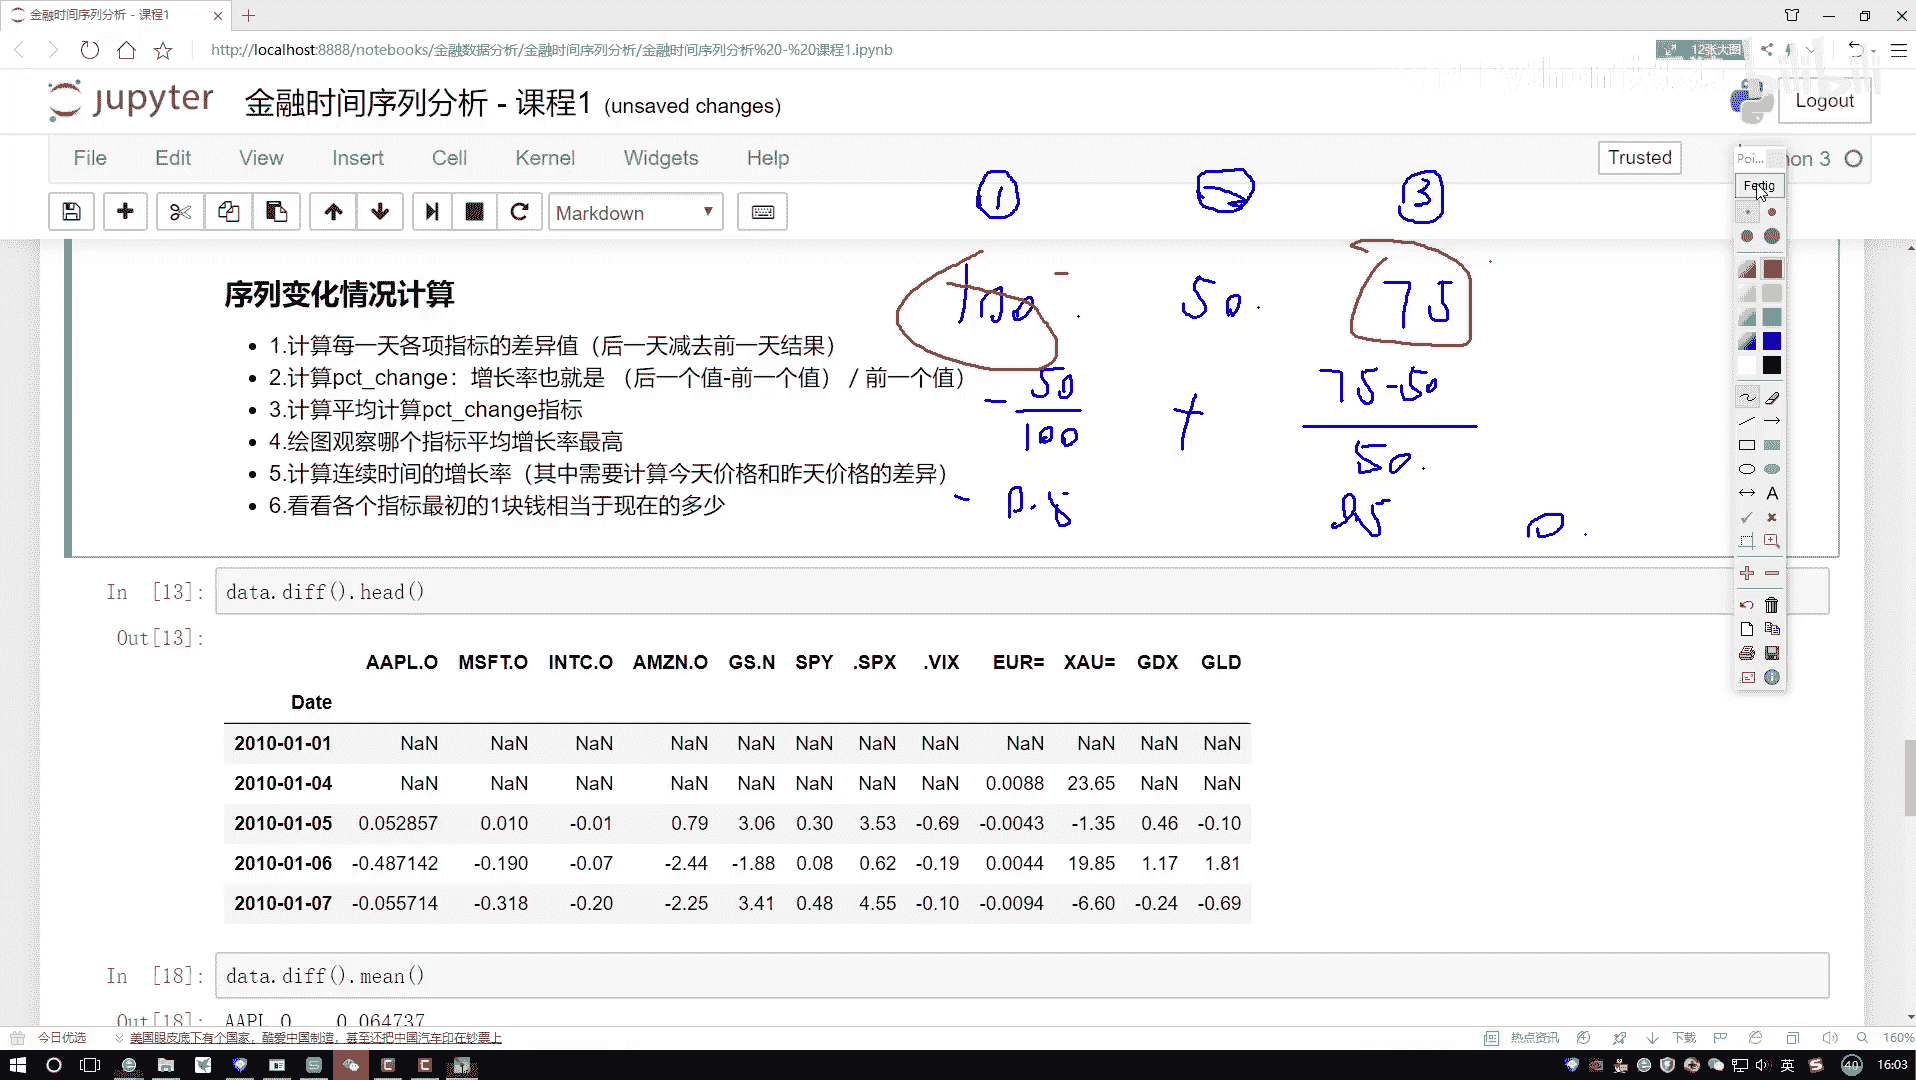 金融时间序列分析 - 课程1
http://localhost:8888/notebooks/金融数据分析/金融时间序列分析/金融时间序列分析%20-%20课程1.ipynb
12张大图
bilibili
jupyter 金融时间序列分析 - 课程1 (unsaved changes)
Logout
File Edit View Insert Cell Kernel Widgets Help
Trusted
hon 3
Poi...
Fertig
Markdown
① ② ③
100 50. 75
序列变化情况计算
1.计算每一天各项指标的差异值（后一天减去前一天结果）
2.计算pct_change：增长率也就是 （后一个值-前一个值）/ 前一个值）
3.计算平均计算pct_change指标
4.绘图观察哪个指标平均增长率最高
5.计算连续时间的增长率（其中需要计算今天价格和昨天价格的差异）
6.看看各个指标最初的1块钱相当于现在的多少
- 50 + 75-50
100 50.
- 0.5 0.5 0.
In [13]: data.diff().head()
Out[13]:
AAPL.O MSFT.O INTC.O AMZN.O GS.N SPY .SPX .VIX EUR= XAU= GDX GLD
Date
2010-01-01 NaN NaN NaN NaN NaN NaN NaN NaN NaN NaN NaN NaN
2010-01-04 NaN NaN NaN NaN NaN NaN NaN NaN 0.0088 23.65 NaN NaN
2010-01-05 0.052857 0.010 -0.01 0.79 3.06 0.30 3.53 -0.69 -0.0043 -1.35 0.46 -0.10
2010-01-06 -0.487142 -0.190 -0.07 -2.44 -1.88 0.08 0.62 -0.19 0.0044 19.85 1.17 1.81
2010-01-07 -0.055714 -0.318 -0.20 -2.25 3.41 0.48 4.55 -0.10 -0.0094 -6.60 -0.24 -0.69
In [18]: data.diff().mean()
Out[18]: AAPL.O 0.064737
今日优选 美国眼皮底下有个国家，酷爱中国制造，甚至还把中国汽车印在钞票上
热点资讯 下载 160%
英 40 16:03